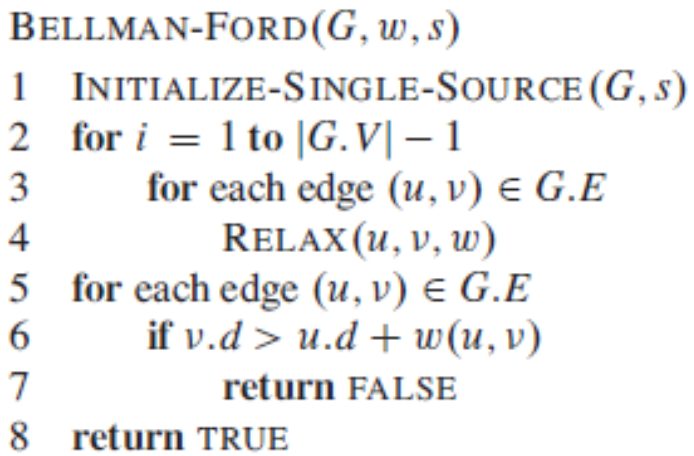 BELLMAN-FORD(G, w, s)
1 INITIALIZE-SINGLE-SOURCE(G, s)
2 for i = 1 to |G.V| − 1
3 for each edge (u, v) ∈ G.E
4 RELAX(u, v, w)
5 for each edge (u, v) ∈ G.E
6 if v.d > u.d + w(u, v)
7 return FALSE
8 return TRUE